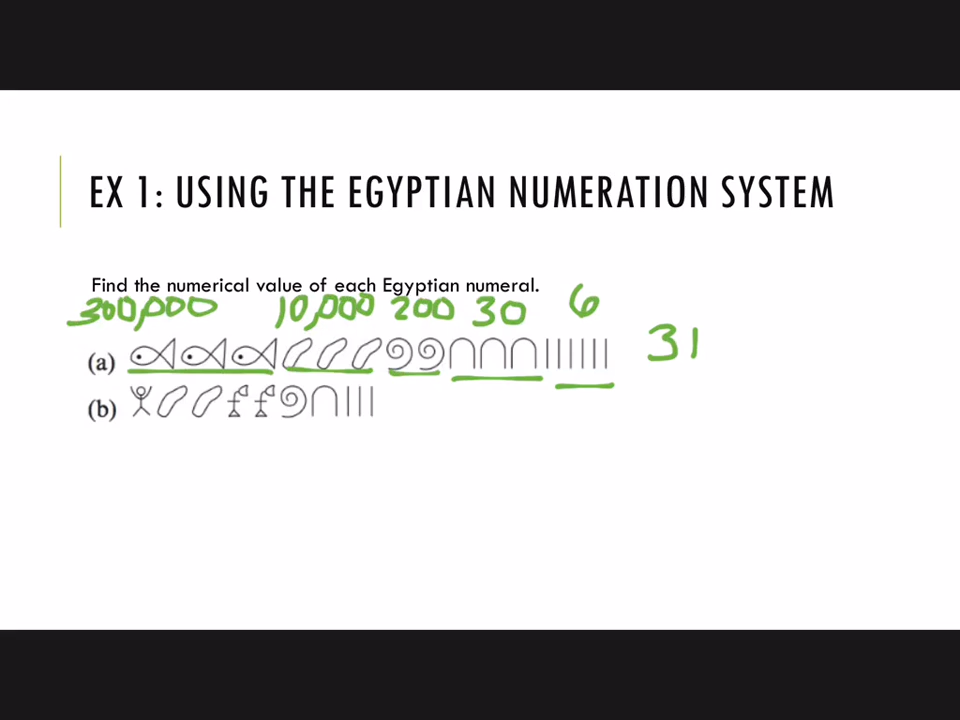 EX 1: USING THE EGYPTIAN NUMERATION SYSTEM
Find the numerical value of each Egyptian numeral.
300,000 10,000 200 30 6
(a) 31
(b)